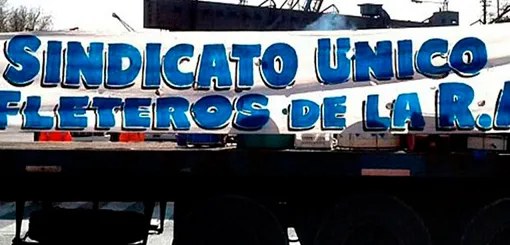 SINDICATO UNICO
FLETEROS DE LA R.